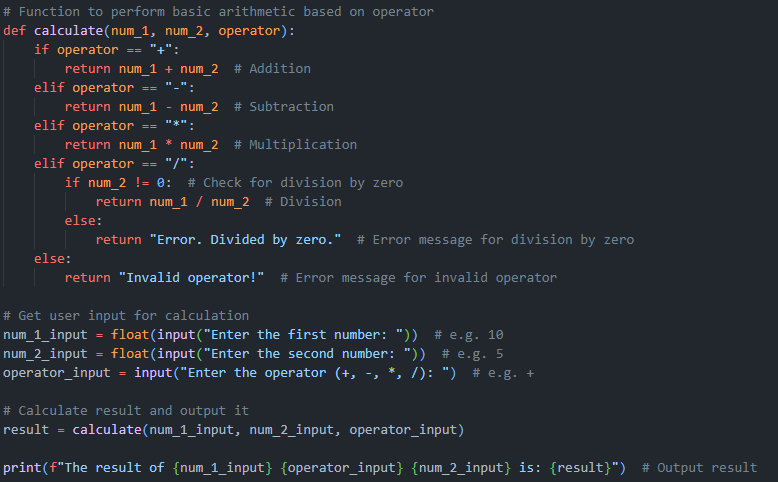 # Function to perform basic arithmetic based on operator
def calculate(num_1, num_2, operator):
    if operator == "+":
        return num_1 + num_2  # Addition
    elif operator == "-":
        return num_1 - num_2  # Subtraction
    elif operator == "*":
        return num_1 * num_2  # Multiplication
    elif operator == "/":
        if num_2 != 0:  # Check for division by zero
            return num_1 / num_2  # Division
        else:
            return "Error. Divided by zero."  # Error message for division by zero
    else:
        return "Invalid operator!"  # Error message for invalid operator

# Get user input for calculation
num_1_input = float(input("Enter the first number: "))  # e.g. 10
num_2_input = float(input("Enter the second number: "))  # e.g. 5
operator_input = input("Enter the operator (+, -, *, /): ")  # e.g. +

# Calculate result and output it
result = calculate(num_1_input, num_2_input, operator_input)

print(f"The result of {num_1_input} {operator_input} {num_2_input} is: {result}")  # Output result